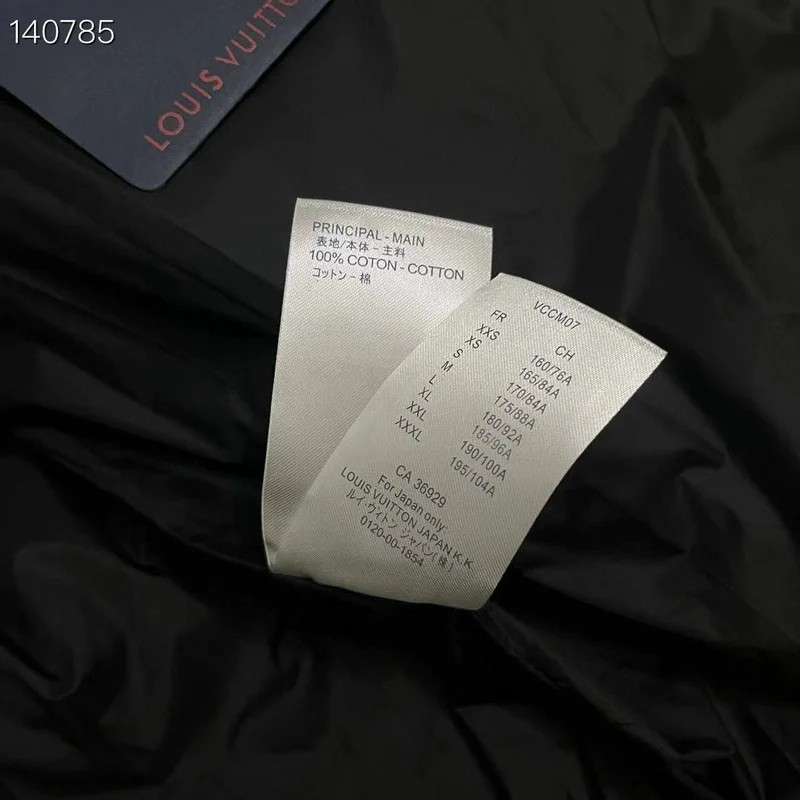 140785
LOUIS VUITTO
PRINCIPAL - MAIN
表地/本体 - 主料
100% COTON - COTTON
コットン - 棉
VCCM07
FR CH
XXS 160/76A
XS 165/84A
S 170/84A
M 175/88A
L 180/92A
XL 185/96A
XXL 190/100A
XXXL 195/104A
CA 36929
For Japan only:
LOUIS VUITTON JAPAN K.K.
ルイ・ヴィトン ジャパン(株)
0120-00-1854